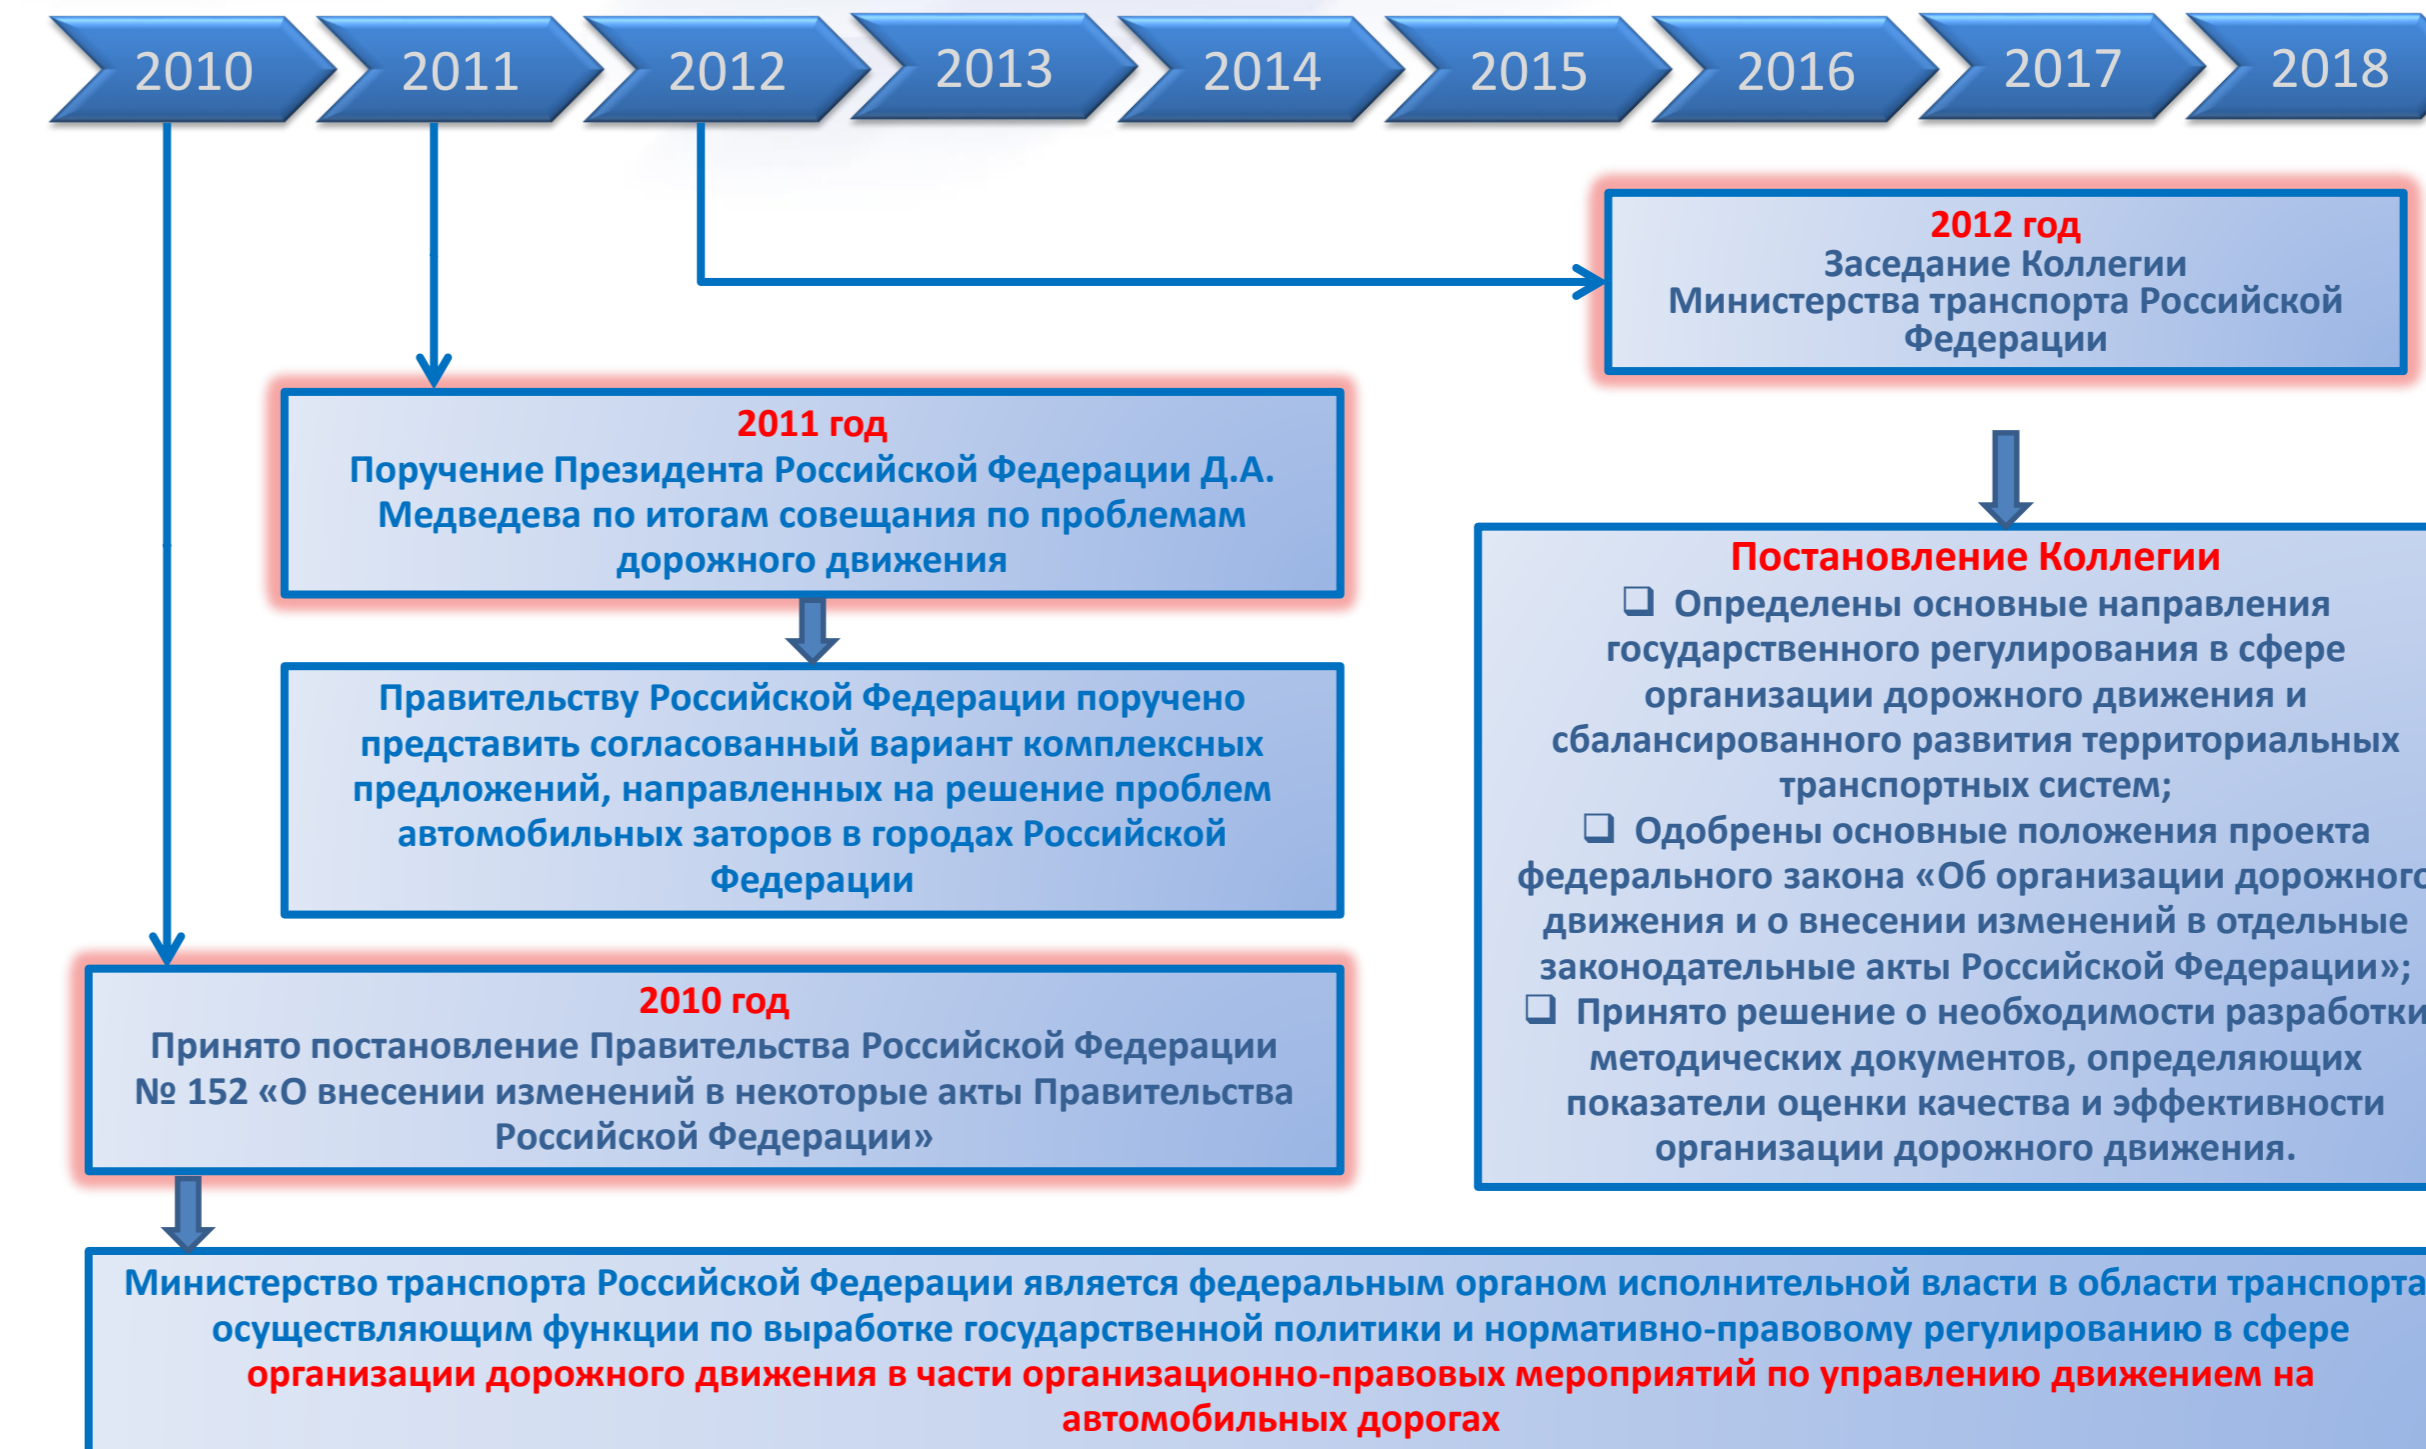 2010 2011 2012 2013 2014 2015 2016 2017 2018
2012 год
Заседание Коллегии
Министерства транспорта Российской
Федерации
2011 год
Поручение Президента Российской Федерации Д.А.
Медведева по итогам совещания по проблемам
дорожного движения
Правительству Российской Федерации поручено
представить согласованный вариант комплексных
предложений, направленных на решение проблем
автомобильных заторов в городах Российской
Федерации
Постановление Коллегии
❑ Определены основные направления
государственного регулирования в сфере
организации дорожного движения и
сбалансированного развития территориальных
транспортных систем;
❑ Одобрены основные положения проекта
федерального закона «Об организации дорожного
движения и о внесении изменений в отдельные
законодательные акты Российской Федерации»;
❑ Принято решение о необходимости разработки
методических документов, определяющих
показатели оценки качества и эффективности
организации дорожного движения.
2010 год
Принято постановление Правительства Российской Федерации
№ 152 «О внесении изменений в некоторые акты Правительства
Российской Федерации»
Министерство транспорта Российской Федерации является федеральным органом исполнительной власти в области транспорта
осуществляющим функции по выработке государственной политики и нормативно-правовому регулированию в сфере
организации дорожного движения в части организационно-правовых мероприятий по управлению движением на
автомобильных дорогах